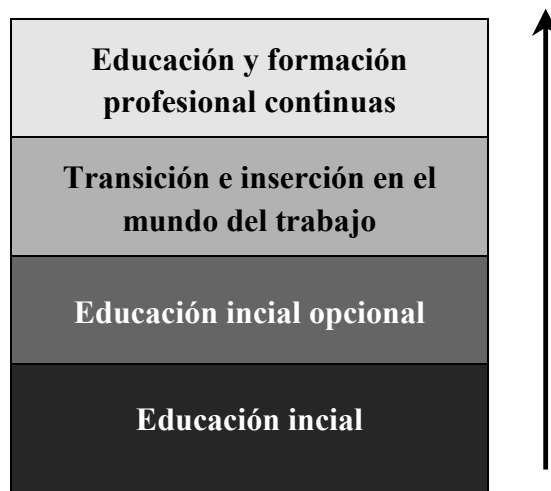 Educación y formación
profesional continuas
Transición e inserción en el
mundo del trabajo
Educación incial opcional
Educación incial